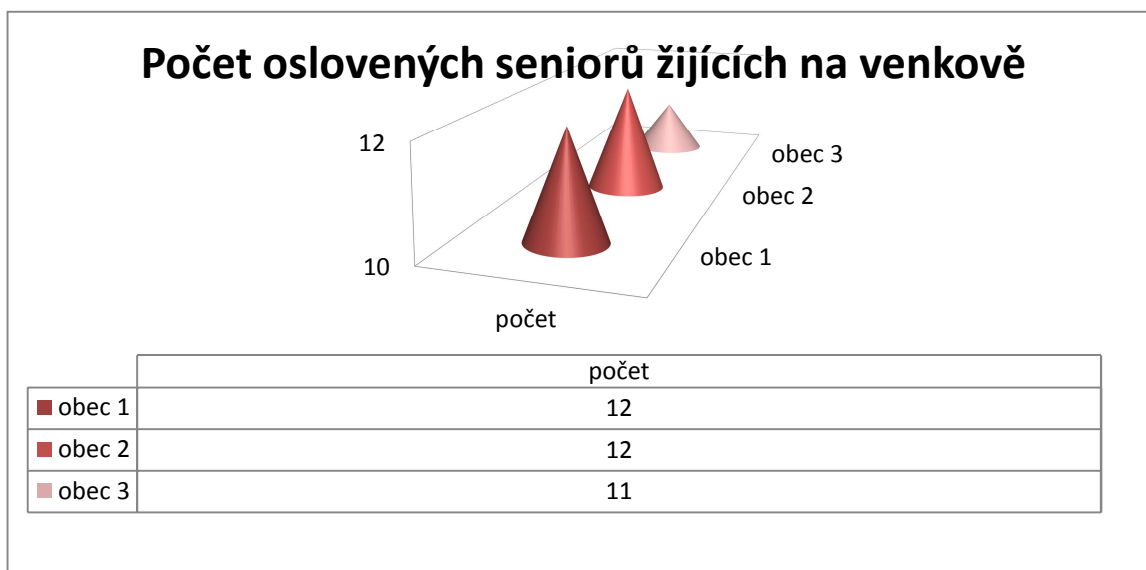 Počet oslovených seniorů žijících na venkově
12
10
obec 3
obec 2
obec 1
počet
počet
obec 1 12
obec 2 12
obec 3 11